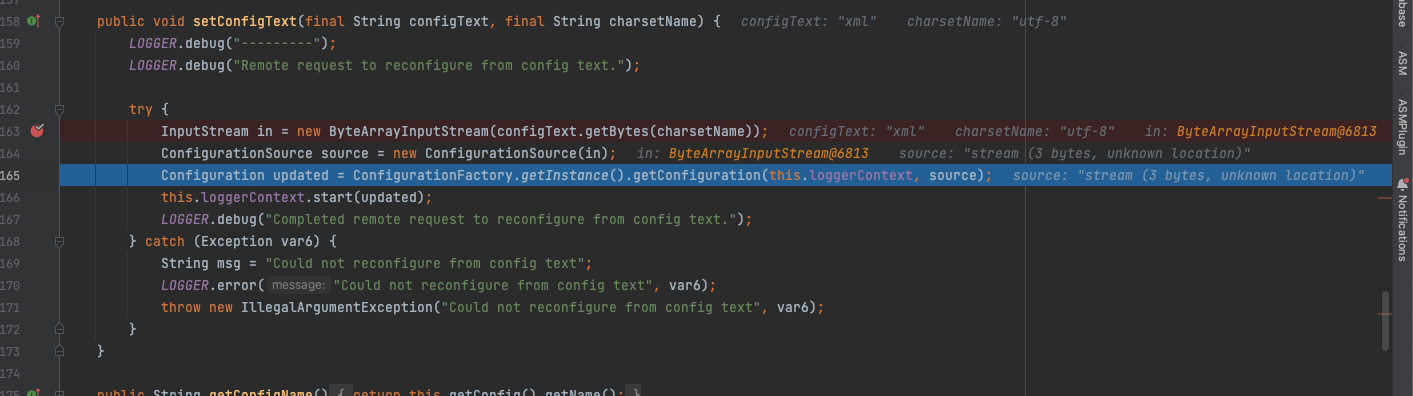 157
158 public void setConfigText(final String configText, final String charsetName) { configText: "xml" charsetName: "utf-8"
159 LOGGER.debug("---------");
160 LOGGER.debug("Remote request to reconfigure from config text.");
161
162 try {
163 InputStream in = new ByteArrayInputStream(configText.getBytes(charsetName)); configText: "xml" charsetName: "utf-8" in: ByteArrayInputStream@6813
164 ConfigurationSource source = new ConfigurationSource(in); in: ByteArrayInputStream@6813 source: "stream (3 bytes, unknown location)"
165 Configuration updated = ConfigurationFactory.getInstance().getConfiguration(this.loggerContext, source); source: "stream (3 bytes, unknown location)"
166 this.loggerContext.start(updated);
167 LOGGER.debug("Completed remote request to reconfigure from config text.");
168 } catch (Exception var6) {
169 String msg = "Could not reconfigure from config text";
170 LOGGER.error( message: "Could not reconfigure from config text", var6);
171 throw new IllegalArgumentException("Could not reconfigure from config text", var6);
172 }
173 }
174
175 public String getConfigName() { return this.getConfig().getName(); }
base
ASM
ASMPlugin
Notifications